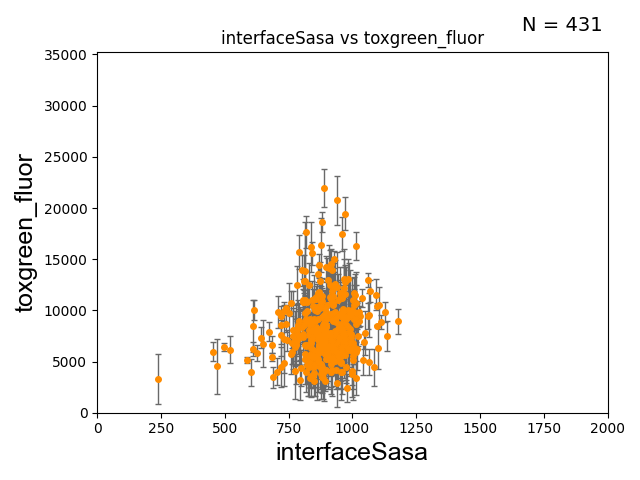 N = 431
interfaceSasa vs toxgreen_fluor
35000
30000
25000
20000
15000
10000
5000
0
toxgreen_fluor
0 250 500 750 1000 1250 1500 1750 2000
interfaceSasa